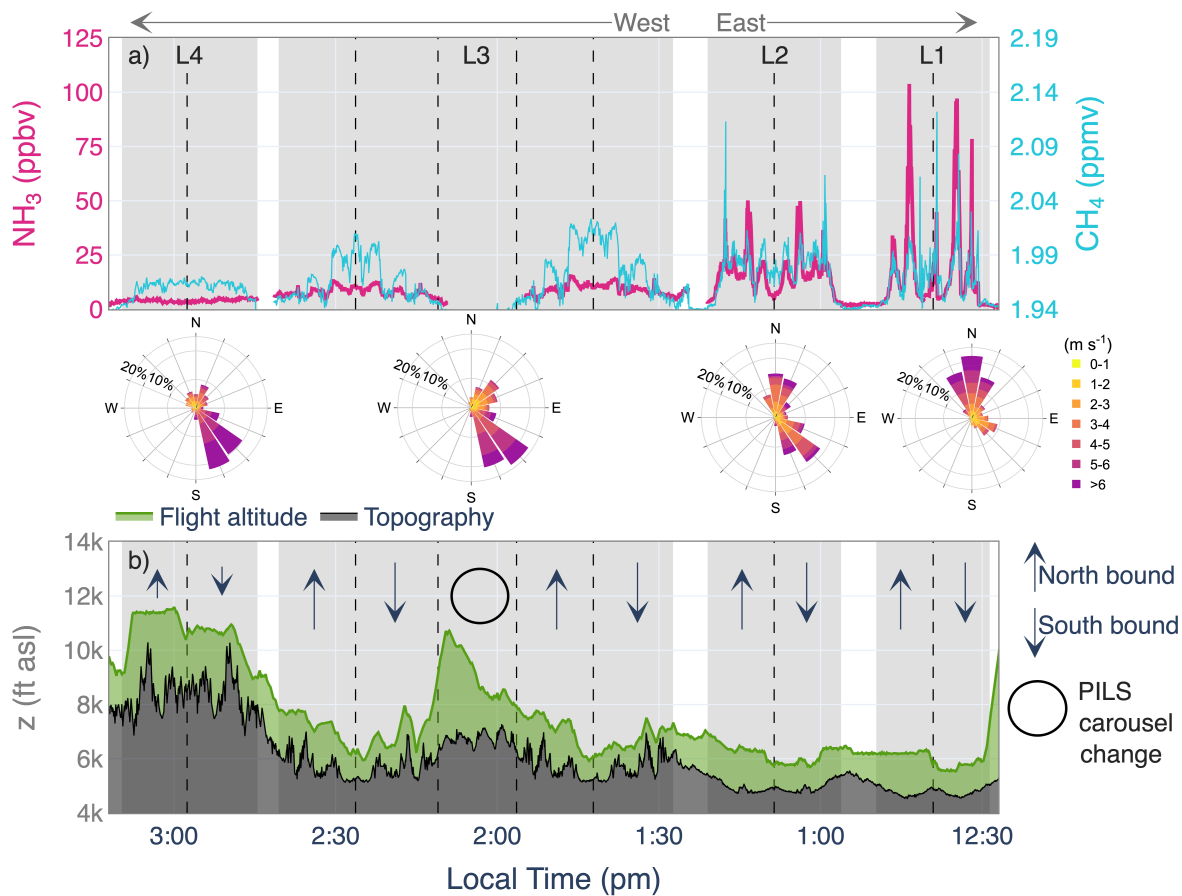 West East
125
100
75
50
25
0
NH₃ (ppbv)
a)
L4
L3
L2
L1
2.19
2.14
2.09
2.04
1.99
1.94
CH₄ (ppmv)
N
W
E
S
20%
10%
N
W
E
S
20%
10%
N
W
E
S
20%
10%
N
W
E
S
20%
10%
(m s⁻¹)
0-1
1-2
2-3
3-4
4-5
5-6
>6
Flight altitude
Topography
14k
12k
10k
8k
6k
4k
z (ft asl)
b)
North bound
South bound
PILS
carousel
change
3:00
2:30
2:00
1:30
1:00
12:30
Local Time (pm)